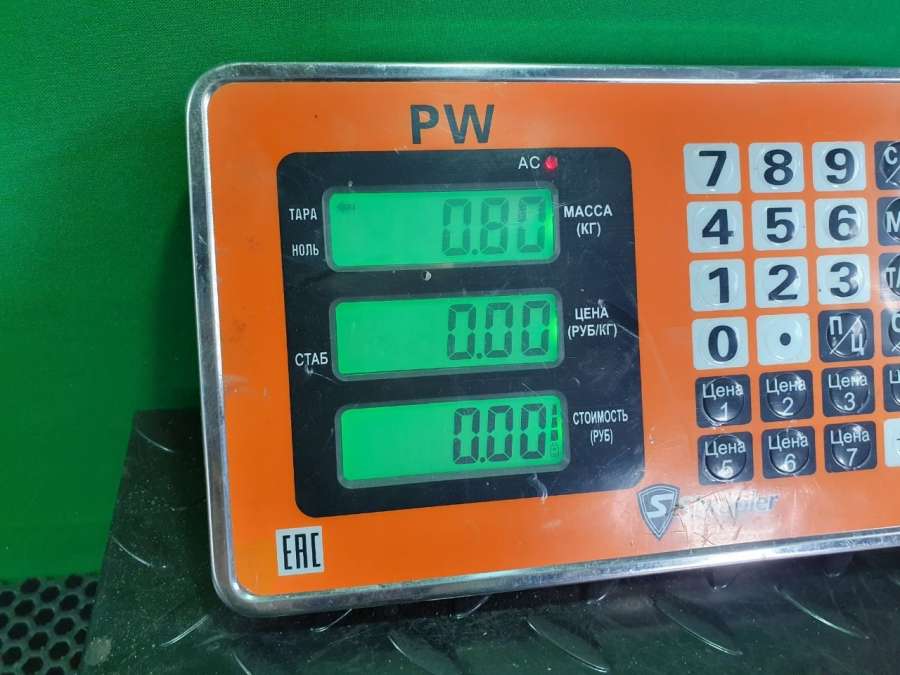 PW
AC
ТАРА
НОЛЬ
0.80
МАССА
(КГ)
СТАБ
0.00
ЦЕНА
(РУБ/КГ)
0.00
СТОИМОСТЬ
(РУБ)
7 8 9
4 5 6
1 2 3
0 . П/Ц
Цена 1 Цена 2 Цена 3
Цена 5 Цена 6 Цена 7
EAC